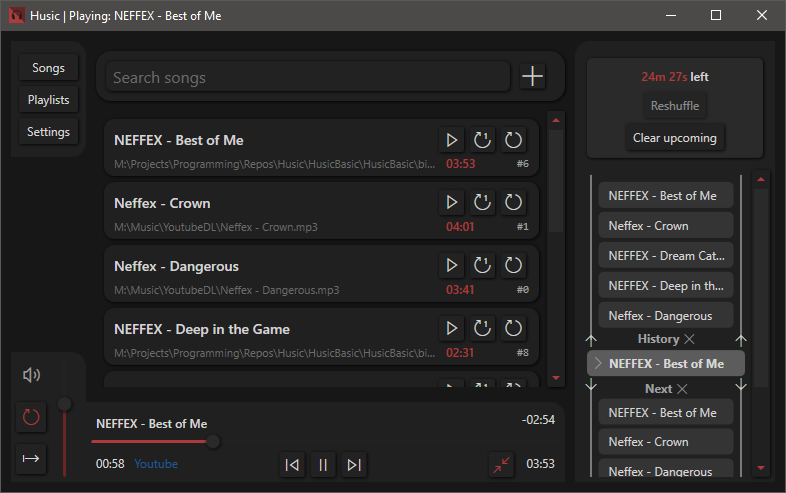 Husic | Playing: NEFFEX - Best of Me
Songs
Playlists
Settings
Search songs
NEFFEX - Best of Me
M:\Projects\Programming\Repos\Husic\HusicBasic\HusicBasic\bi...
03:53
#6
Neffex - Crown
M:\Music\YoutubeDL\Neffex - Crown.mp3
04:01
#1
Neffex - Dangerous
M:\Music\YoutubeDL\Neffex - Dangerous.mp3
03:41
#0
NEFFEX - Deep in the Game
M:\Projects\Programming\Repos\Husic\HusicBasic\HusicBasic\bi...
02:31
#8
24m 27s left
Reshuffle
Clear upcoming
NEFFEX - Best of Me
Neffex - Crown
NEFFEX - Dream Cat...
NEFFEX - Deep in th...
Neffex - Dangerous
History
NEFFEX - Best of Me
Next
NEFFEX - Best of Me
Neffex - Crown
Neffex - Dangerous
NEFFEX - Best of Me
-02:54
00:58
Youtube
03:53